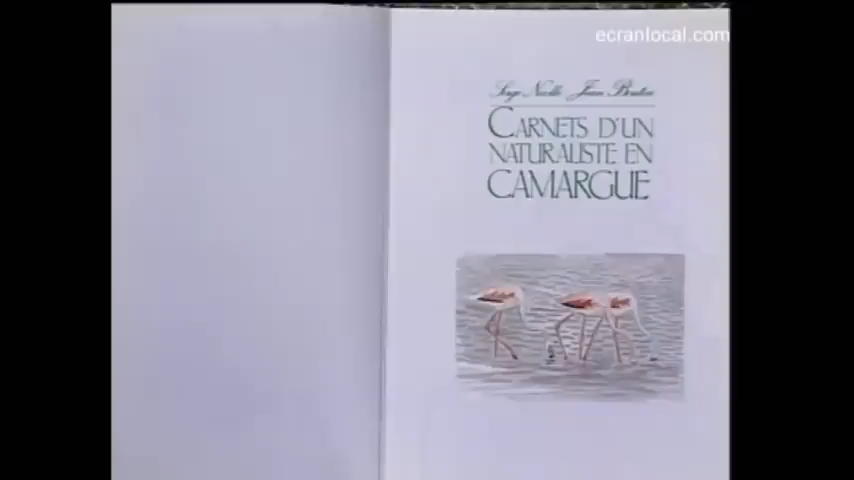 ecranlocal.com
Serge Nicolle Jean Boutin
CARNETS D'UN
NATURALISTE EN
CAMARGUE